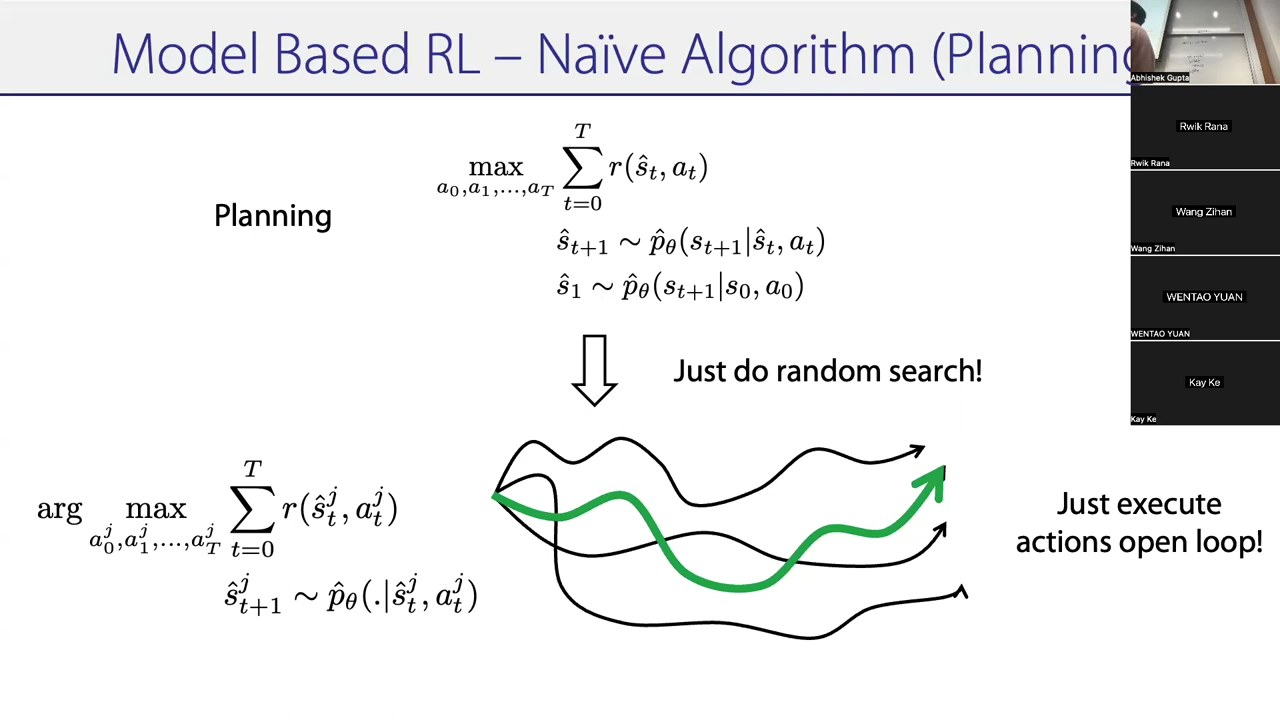 Model Based RL – Naïve Algorithm (Planning
Planning
max a₀,a₁,...,a_T ∑_{t=0}^{T} r(ŝ_t, a_t)
ŝ_{t+1} ∼ p̂_θ(s_{t+1}|ŝ_t, a_t)
ŝ₁ ∼ p̂_θ(s_{t+1}|s₀, a₀)
Just do random search!
arg max a₀ʲ,a₁ʲ,...,a_Tʲ ∑_{t=0}^{T} r(ŝ_tʲ, a_tʲ)
ŝ_{t+1}ʲ ∼ p̂_θ(.|ŝ_tʲ, a_tʲ)
Just execute
actions open loop!
Abhishek Gupta
Rwik Rana
Rwik Rana
Wang Zihan
Wang Zihan
WENTAO YUAN
WENTAO YUAN
Kay Ke
Kay Ke